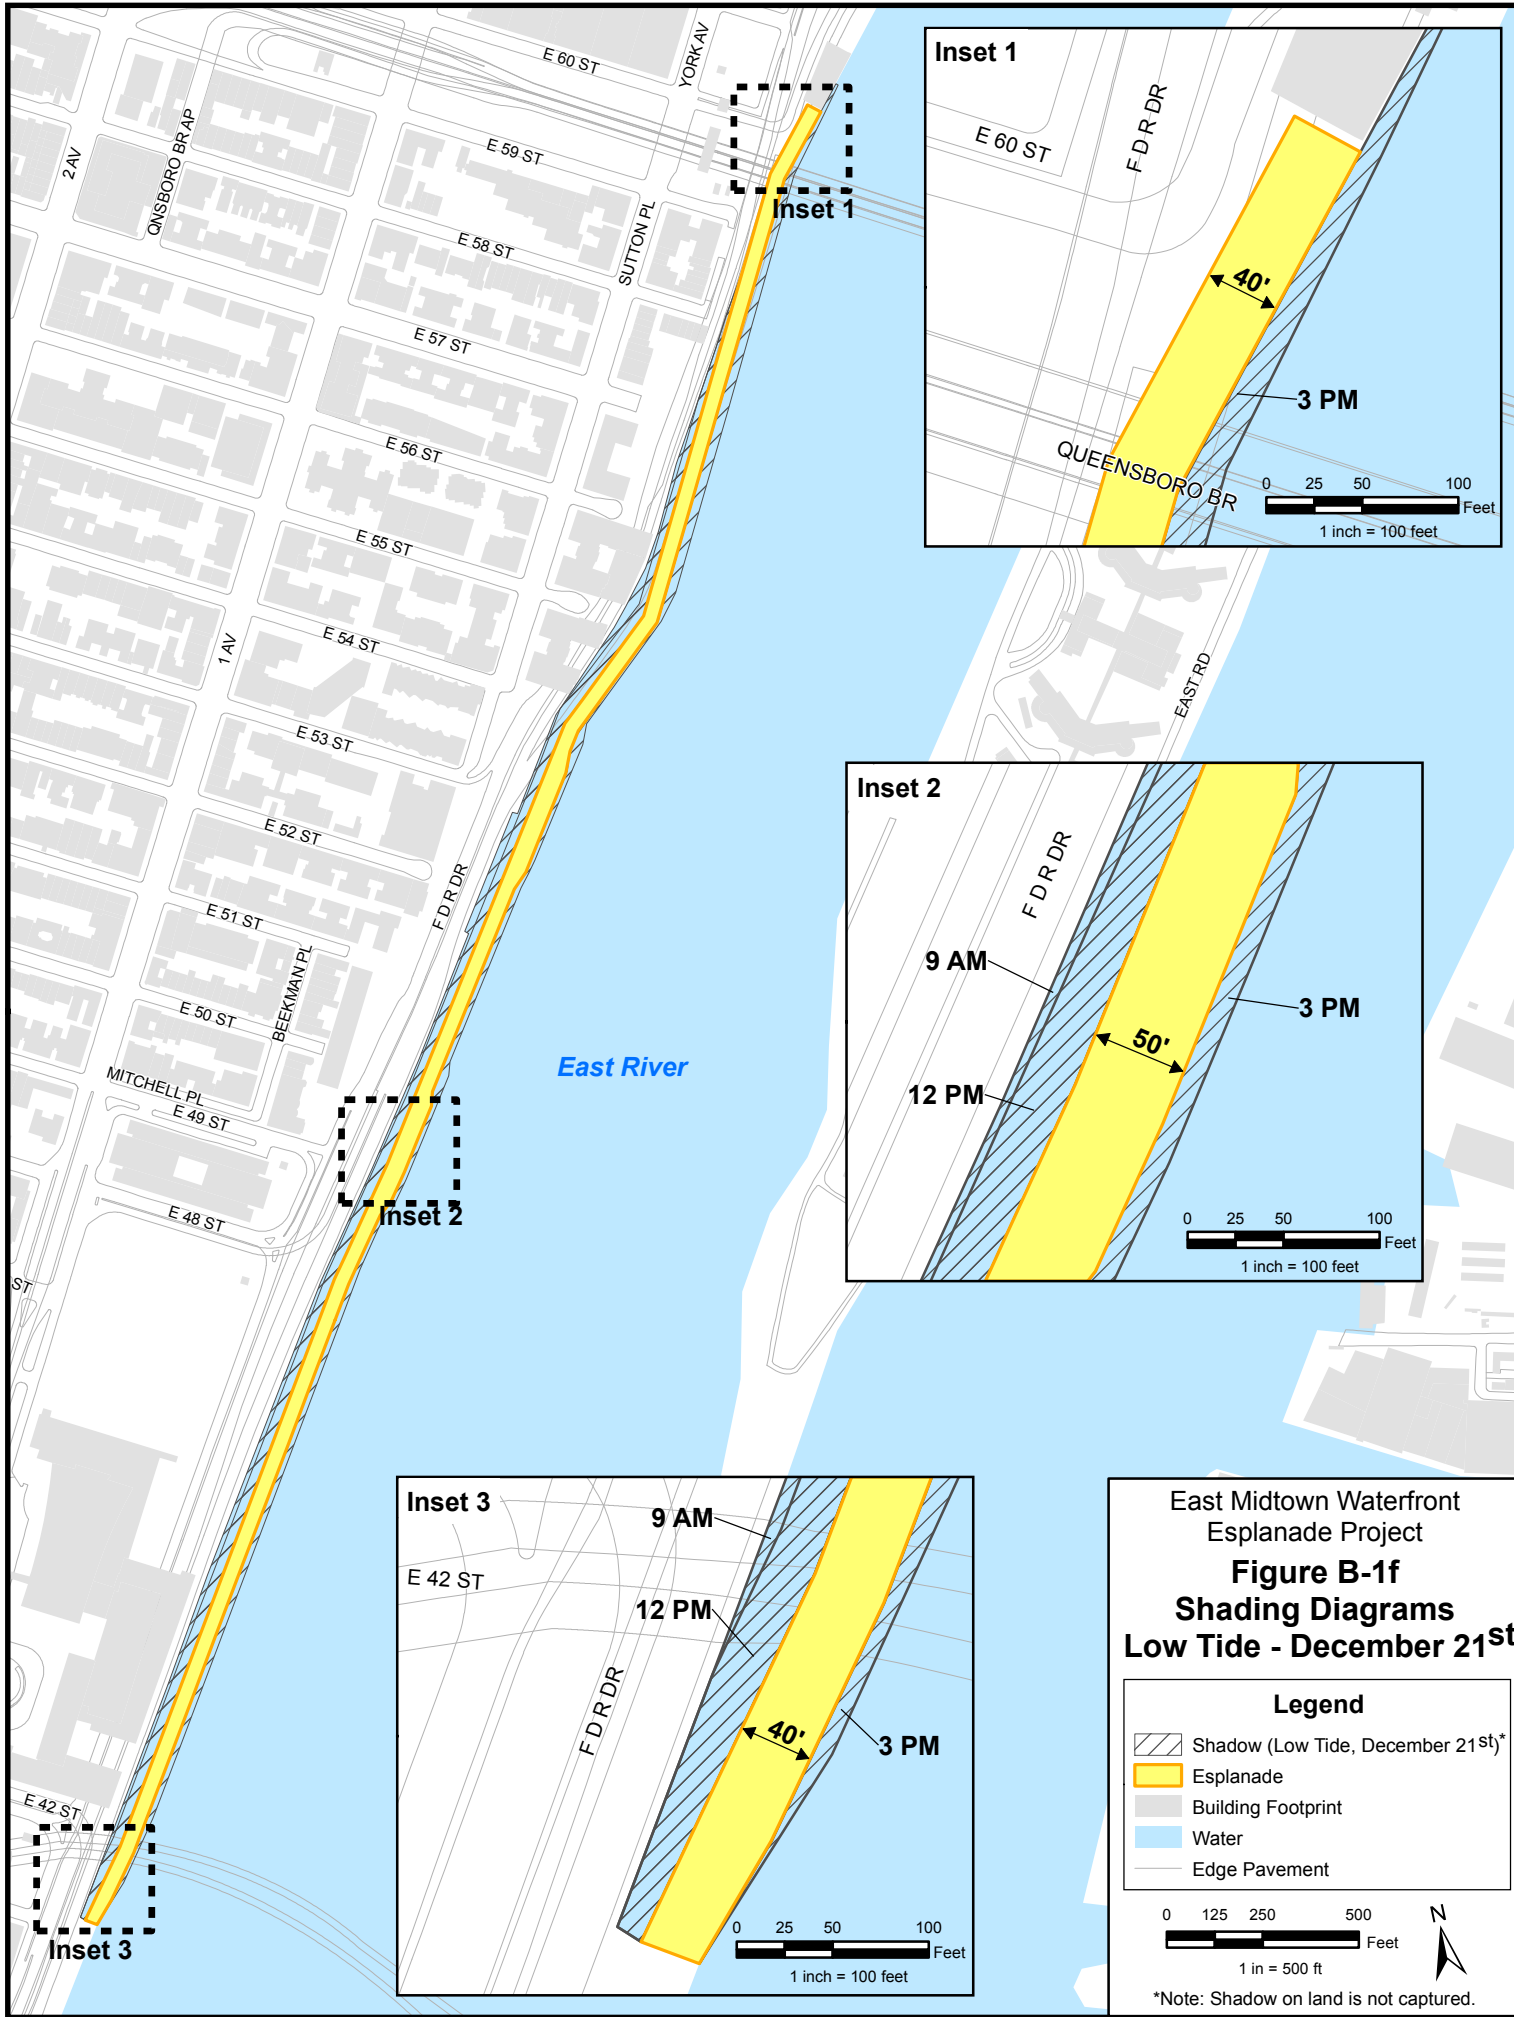 E 60 ST
YORK AV
2 AV
QNSBORO BR AP
E 59 ST
SUTTON PL
E 58 ST
E 57 ST
E 56 ST
E 55 ST
E 54 ST
1 AV
E 53 ST
E 52 ST
F D R DR
E 51 ST
BEEKMAN PL
E 50 ST
MITCHELL PL
E 49 ST
E 48 ST
ST
E 42 ST
Inset 1
Inset 2
Inset 3
East River
EAST RD
Inset 1
E 60 ST
F D R DR
40'
3 PM
QUEENSBORO BR
0 25 50 100
Feet
1 inch = 100 feet
Inset 2
F D R DR
9 AM
3 PM
50'
12 PM
0 25 50 100
Feet
1 inch = 100 feet
Inset 3
9 AM
E 42 ST
12 PM
F D R DR
40'
3 PM
0 25 50 100
Feet
1 inch = 100 feet
East Midtown Waterfront
Esplanade Project
Figure B-1f
Shading Diagrams
Low Tide - December 21st
Legend
Shadow (Low Tide, December 21st)*
Esplanade
Building Footprint
Water
Edge Pavement
0 125 250 500
Feet
1 in = 500 ft
N
*Note: Shadow on land is not captured.